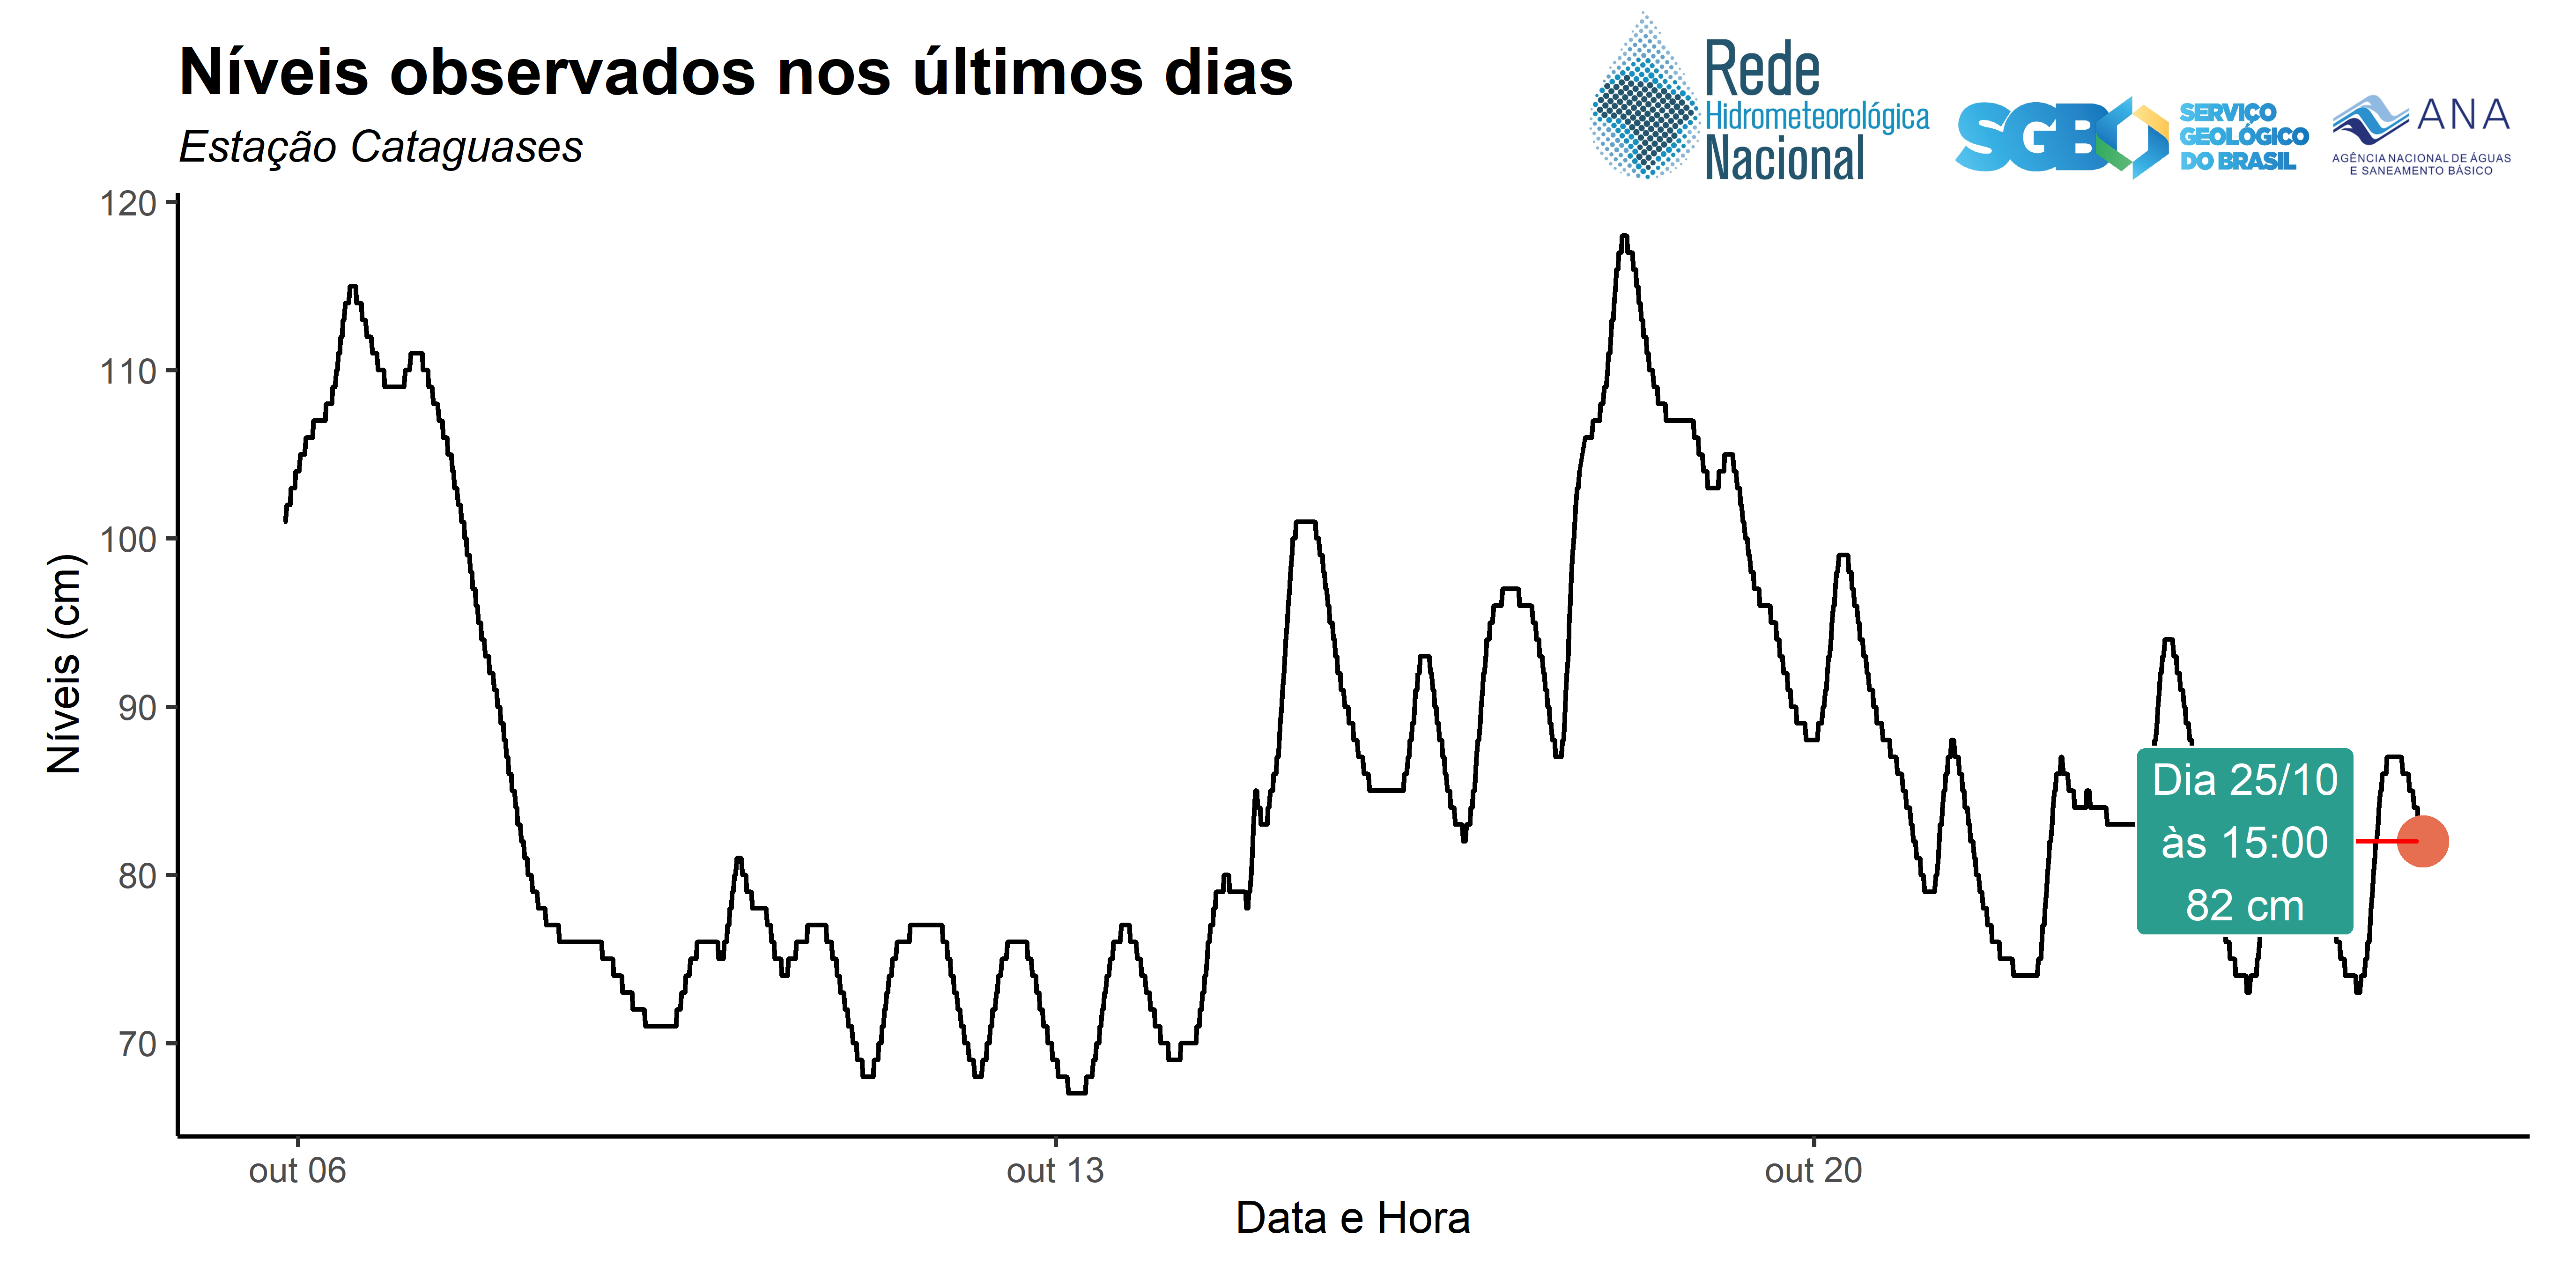 Níveis observados nos últimos dias
Estação Cataguases
Rede
Hidrometeorológica
Nacional
SGB
SERVIÇO
GEOLÓGICO
DO BRASIL
ANA
AGÊNCIA NACIONAL DE ÁGUAS
E SANEAMENTO BÁSICO
120
110
100
90
80
70
Níveis (cm)
Dia 25/10
às 15:00
82 cm
out 06
out 13
out 20
Data e Hora